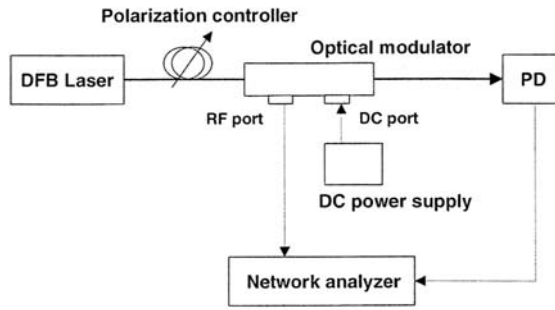 Polarization controller
Optical modulator
DFB Laser
PD
RF port
DC port
DC power supply
Network analyzer